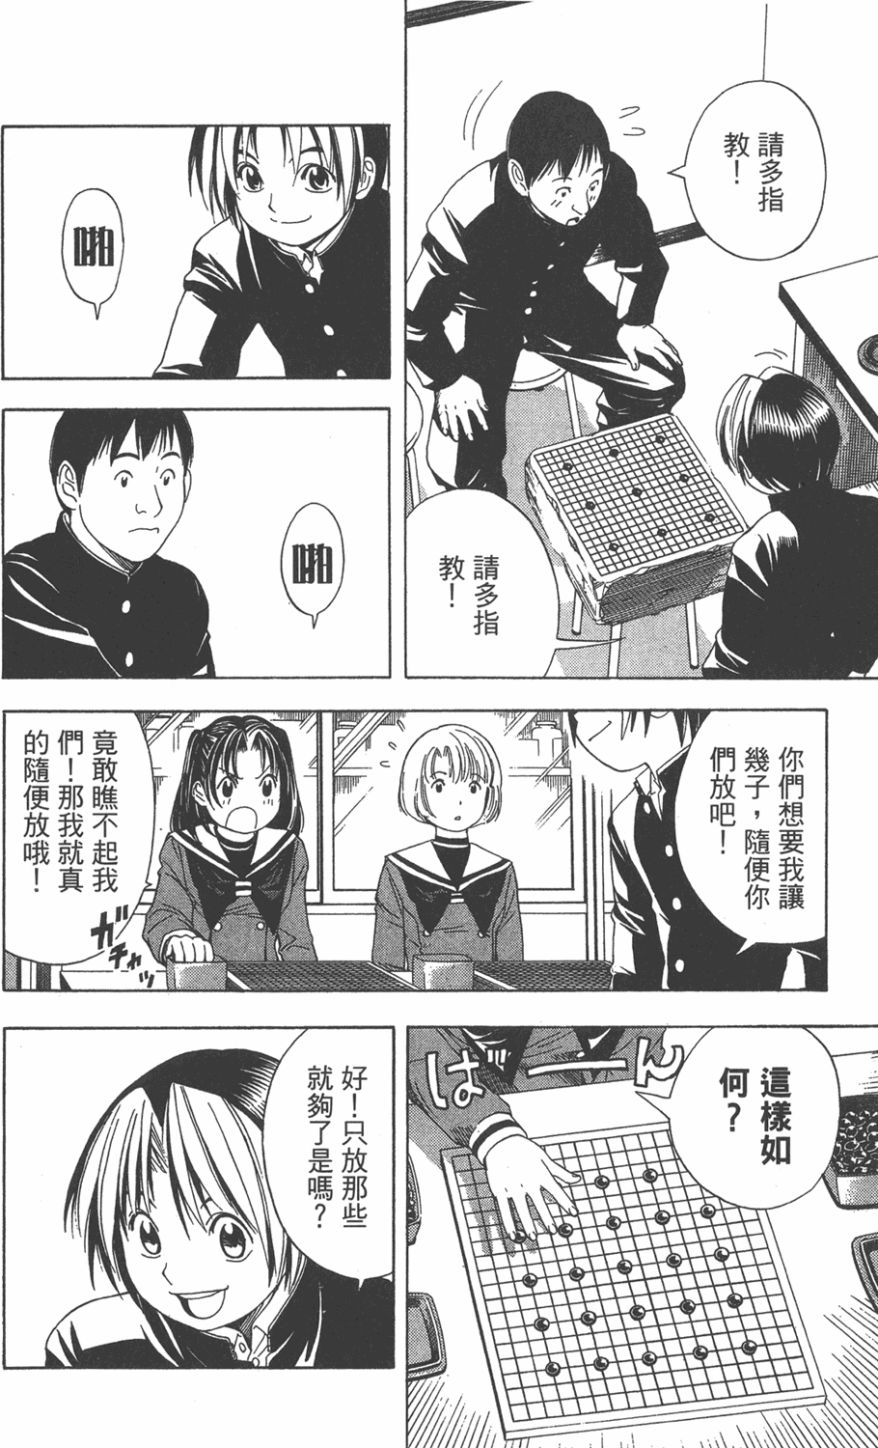 請多指
教！
請多指
教！
啪
啪
你們想要我讓
幾子，隨便你
們放吧！
竟敢瞧不起我
們！那我就真
的隨便放哦！
ガチャッ
這樣如
何？
ばーーん
好！只放那些
就夠了是嗎？